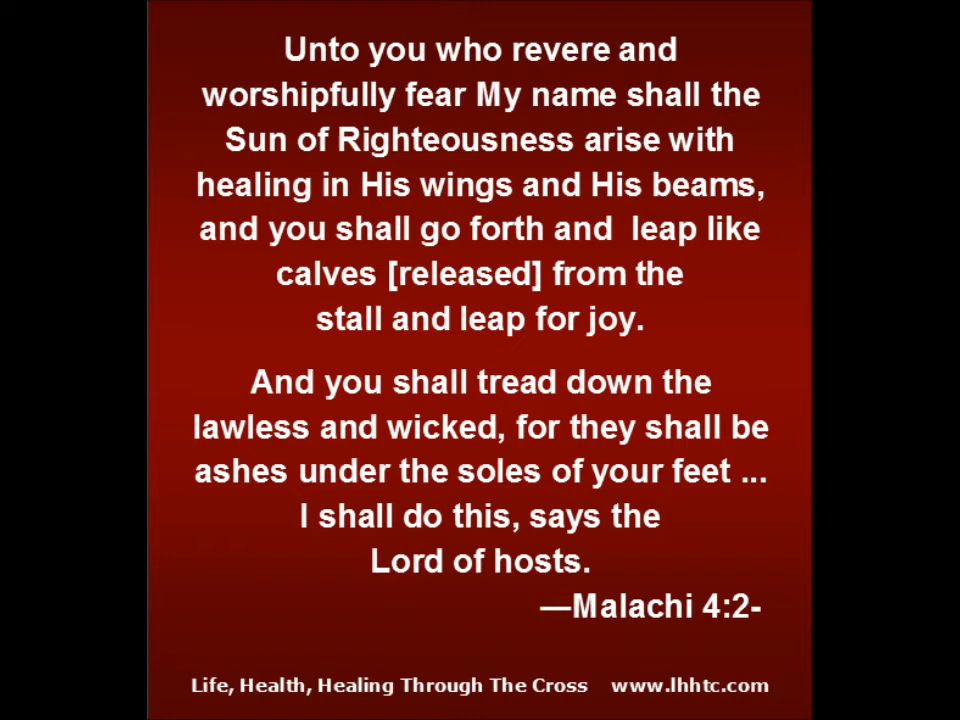 Unto you who revere and
worshipfully fear My name shall the
Sun of Righteousness arise with
healing in His wings and His beams,
and you shall go forth and  leap like
calves [released] from the
stall and leap for joy.
And you shall tread down the
lawless and wicked, for they shall be
ashes under the soles of your feet ...
I shall do this, says the
Lord of hosts.
—Malachi 4:2-
Life, Health, Healing Through The Cross    www.lhhtc.com